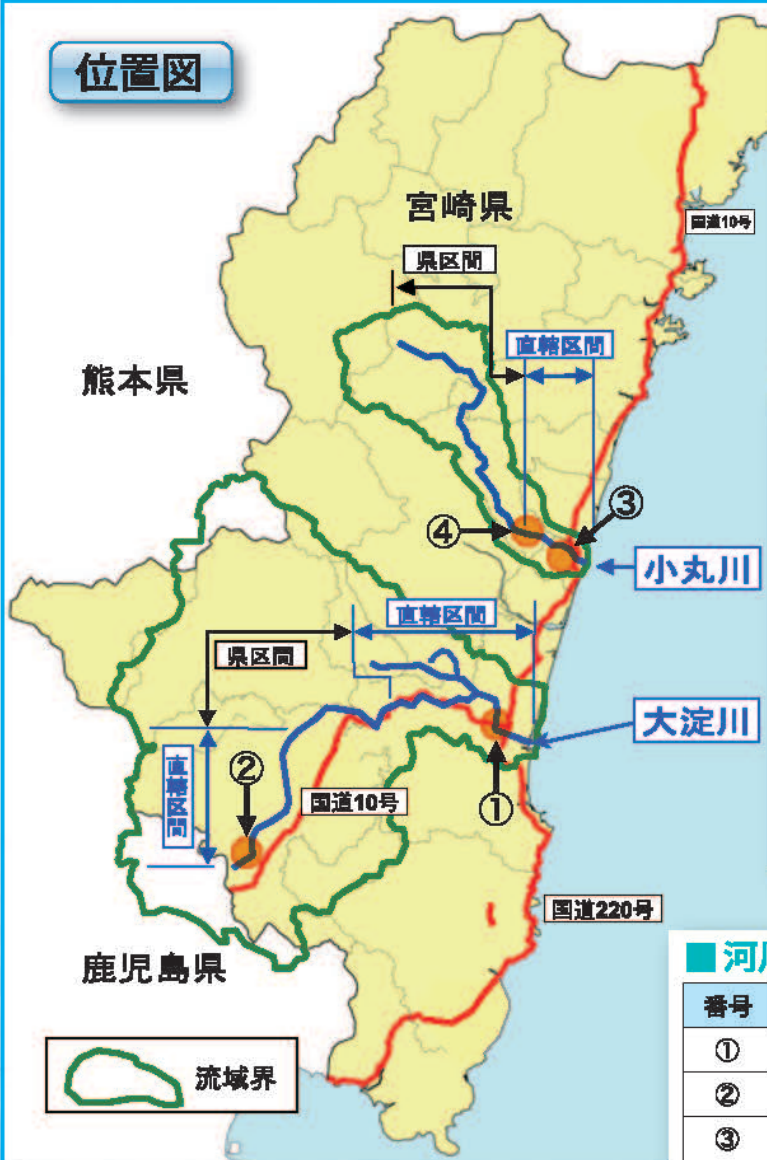 位置図
宮崎県
国道10号
県区間
直轄区間
熊本県
③
④
小丸川
直轄区間
県区間
大淀川
直轄区間
②
国道10号
①
国道220号
鹿児島県
流域界
■河
番号
①
②
③